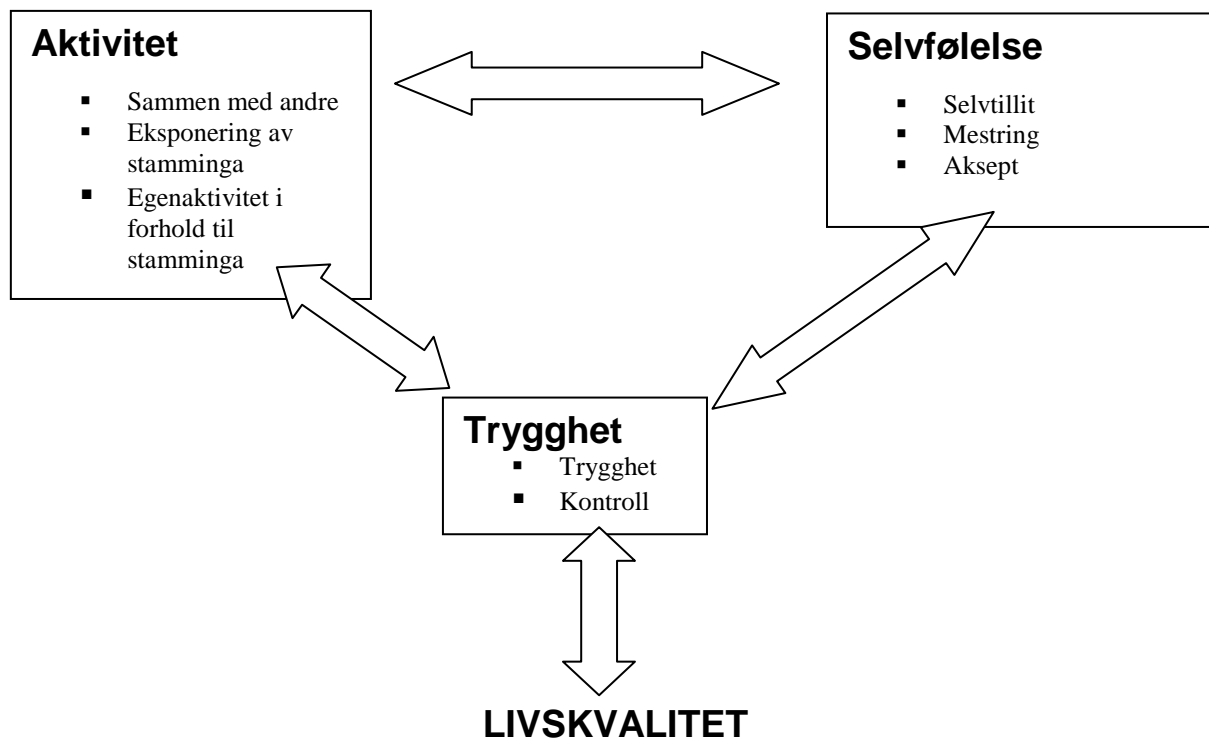 Aktivitet
▪ Sammen med andre
▪ Eksponering av
stamminga
▪ Egenaktivitet i
forhold til
stamminga
Selvfølelse
▪ Selvtillit
▪ Mestring
▪ Aksept
Trygghet
▪ Trygghet
▪ Kontroll
LIVSKVALITET